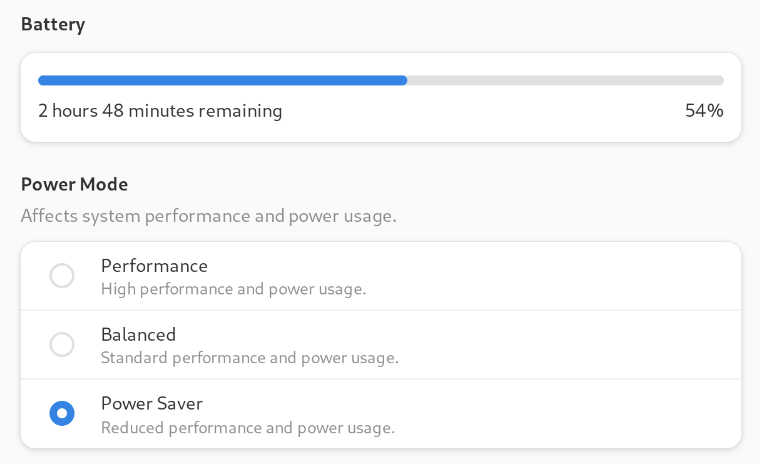 Battery
2 hours 48 minutes remaining 54%
Power Mode
Affects system performance and power usage.
Performance
High performance and power usage.
Balanced
Standard performance and power usage.
Power Saver
Reduced performance and power usage.